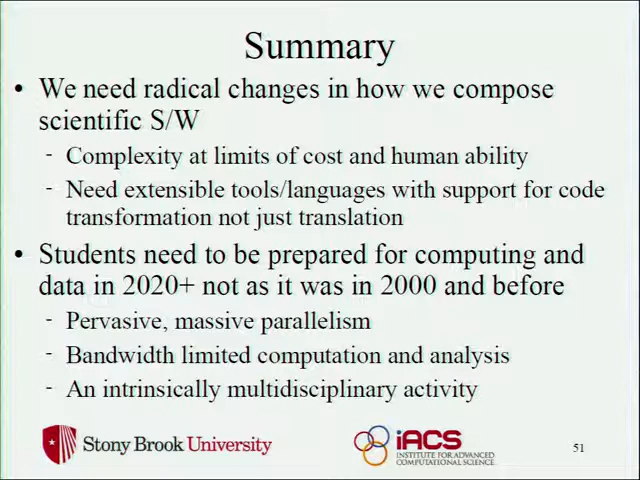 Summary
• We need radical changes in how we compose
scientific S/W
- Complexity at limits of cost and human ability
- Need extensible tools/languages with support for code
transformation not just translation
• Students need to be prepared for computing and
data in 2020+ not as it was in 2000 and before
- Pervasive, massive parallelism
- Bandwidth limited computation and analysis
- An intrinsically multidisciplinary activity
Stony Brook University
iACS
INSTITUTE FOR ADVANCED
COMPUTATIONAL SCIENCE
51